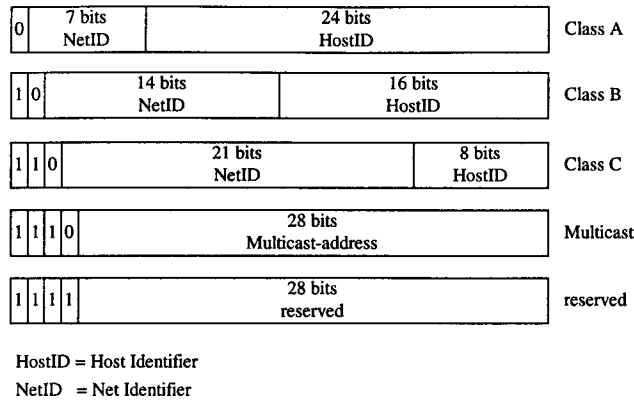 0 7 bits 24 bits
NetID HostID Class A
1 0 14 bits 16 bits
NetID HostID Class B
1 1 0 21 bits 8 bits
NetID HostID Class C
1 1 1 0 28 bits
Multicast-address Multicast
1 1 1 1 28 bits
reserved reserved
HostID = Host Identifier
NetID = Net Identifier